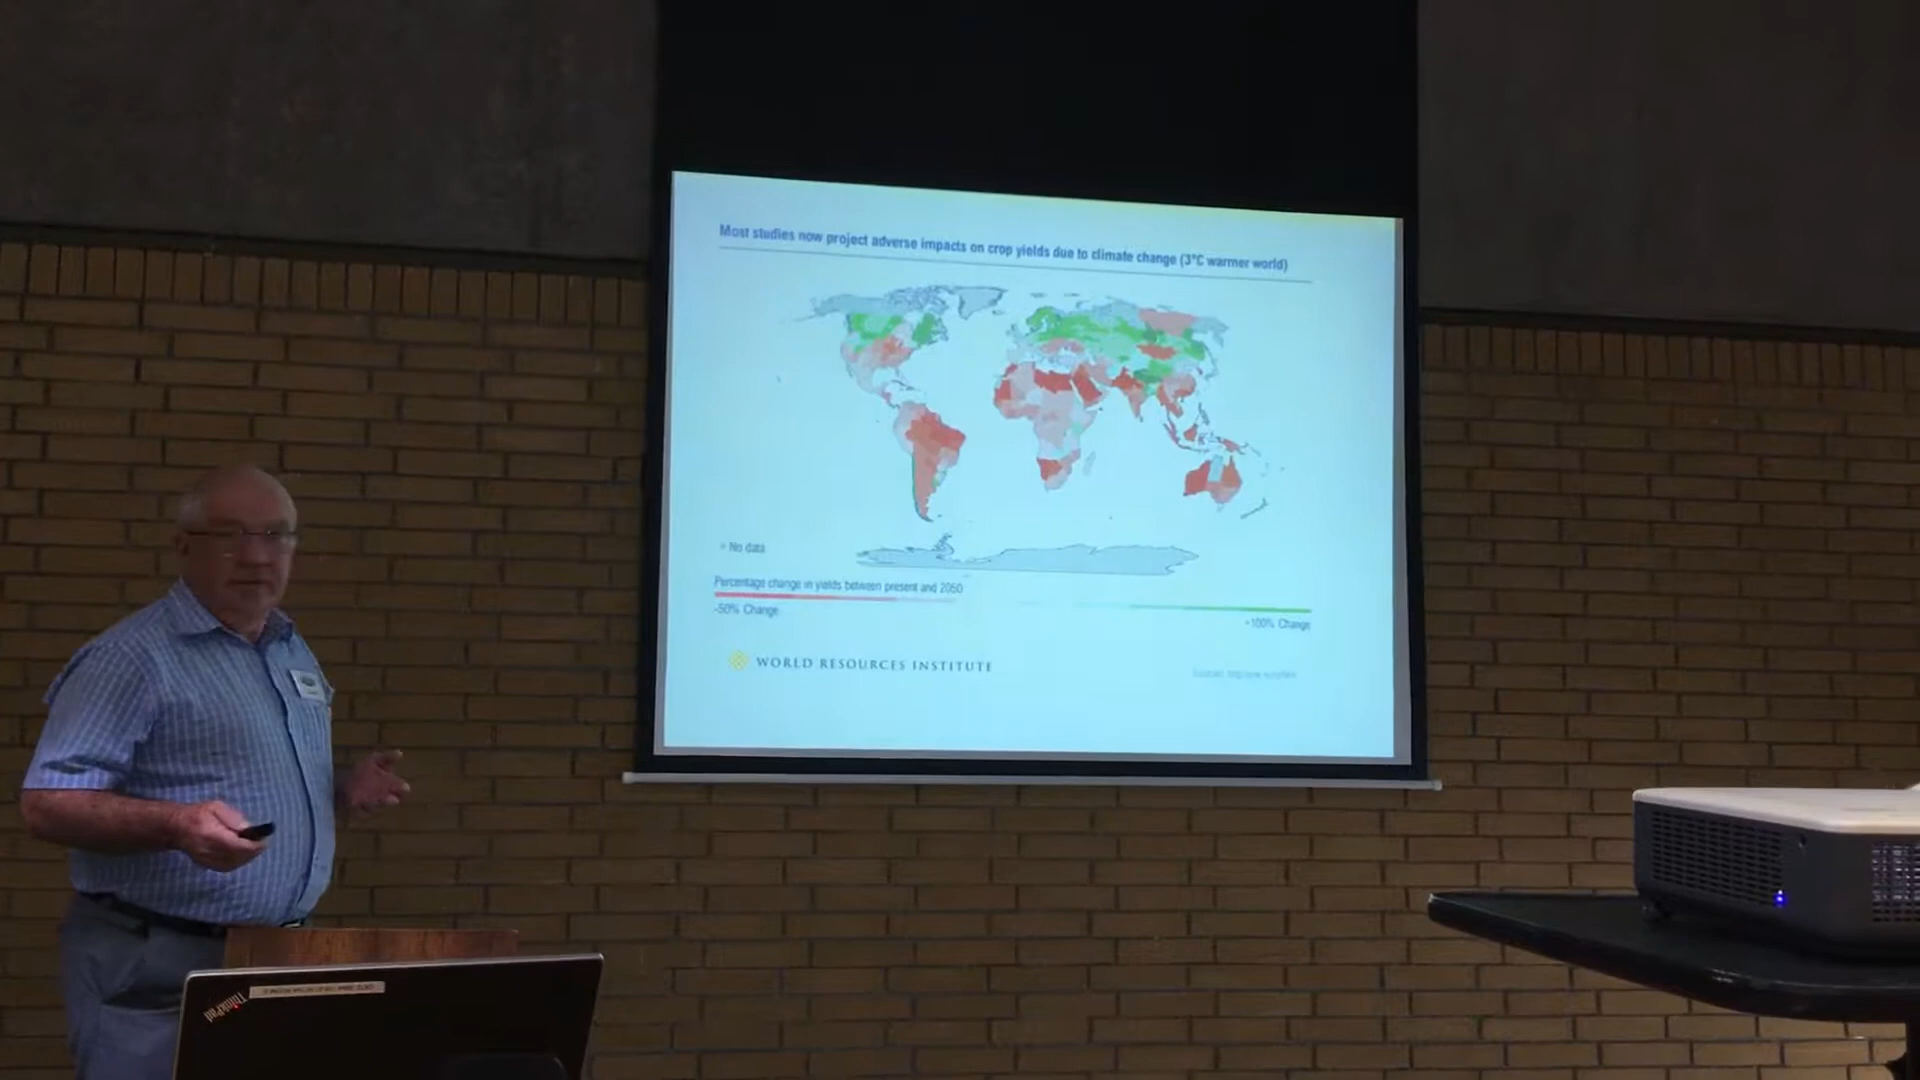 Most studies now project adverse impacts on crop yields due to climate change (3°C warmer world)
No data
Percentage change in yields between present and 2050
-50% Change
+100% Change
WORLD RESOURCES INSTITUTE
ThinkPad